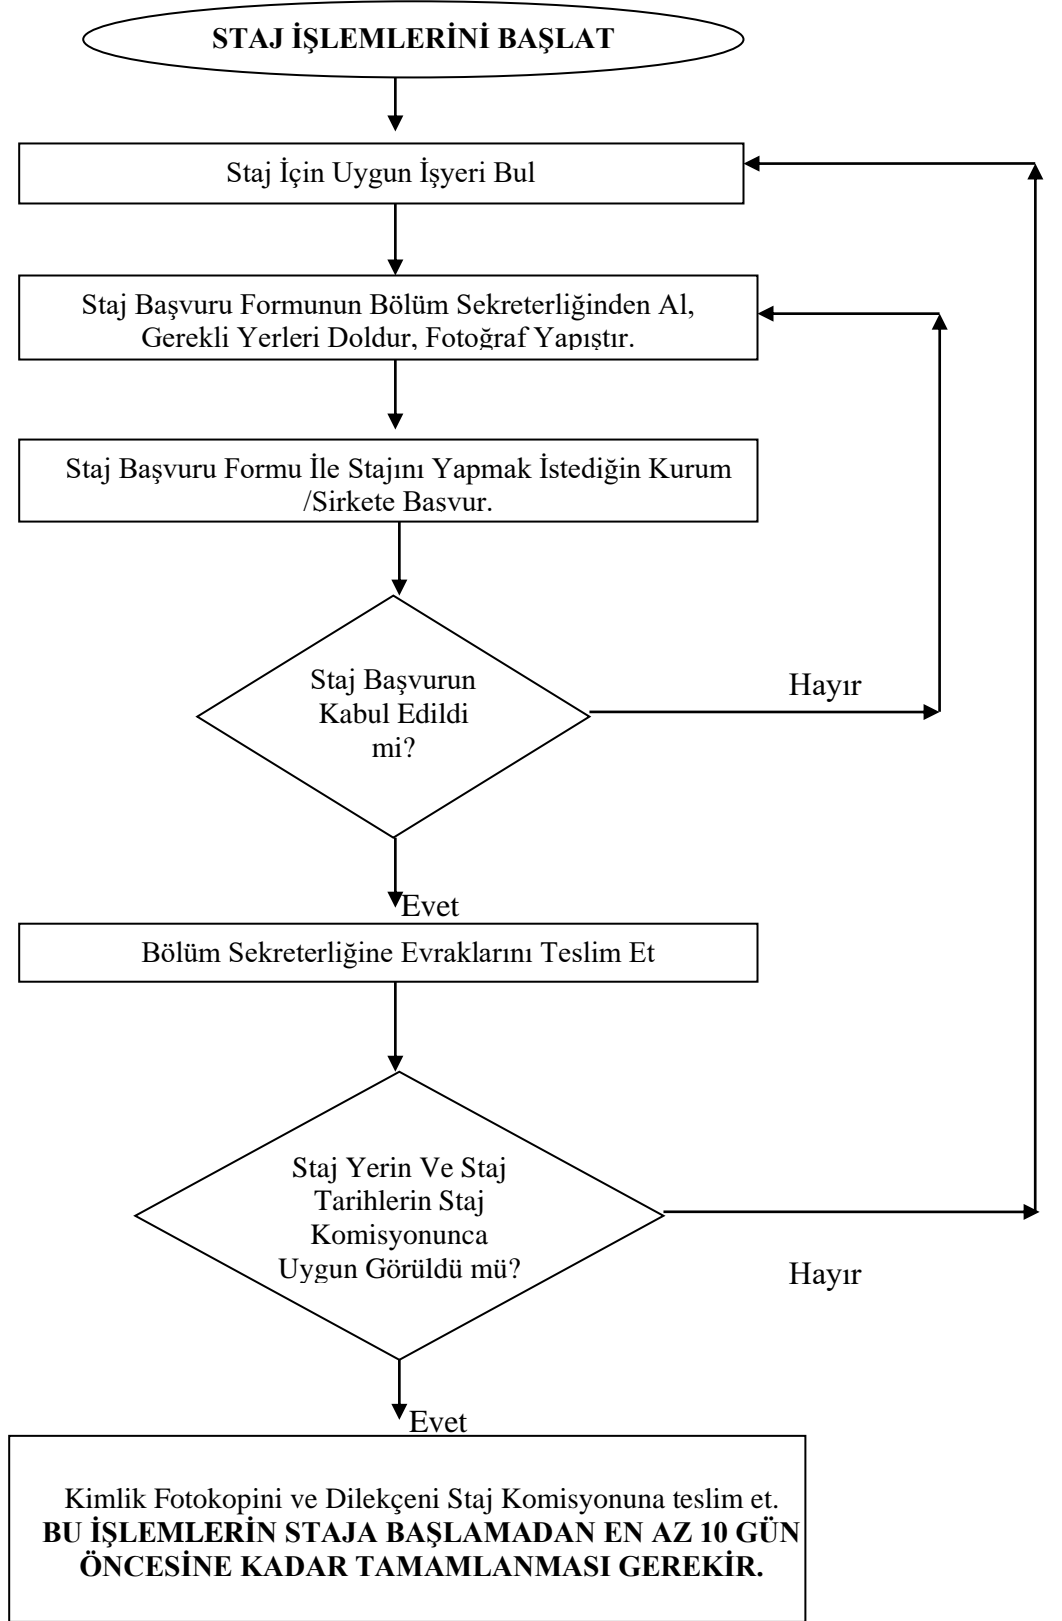 STAJ İŞLEMLERİNİ BAŞLAT
Staj İçin Uygun İşyeri Bul
Staj Başvuru Formunun Bölüm Sekreterliğinden Al,
Gerekli Yerleri Doldur, Fotoğraf Yapıştır.
Staj Başvuru Formu İle Stajını Yapmak İstediğin Kurum
/Şirkete Başvur.
Staj Başvurun
Kabul Edildi
mi?
Hayır
Evet
Bölüm Sekreterliğine Evraklarını Teslim Et
Staj Yerin Ve Staj
Tarihlerin Staj
Komisyonunca
Uygun Görüldü mü?
Hayır
Evet
Kimlik Fotokopini ve Dilekçeni Staj Komisyonuna teslim et.
BU İŞLEMLERİN STAJA BAŞLAMADAN EN AZ 10 GÜN
ÖNCESİNE KADAR TAMAMLANMASI GEREKİR.